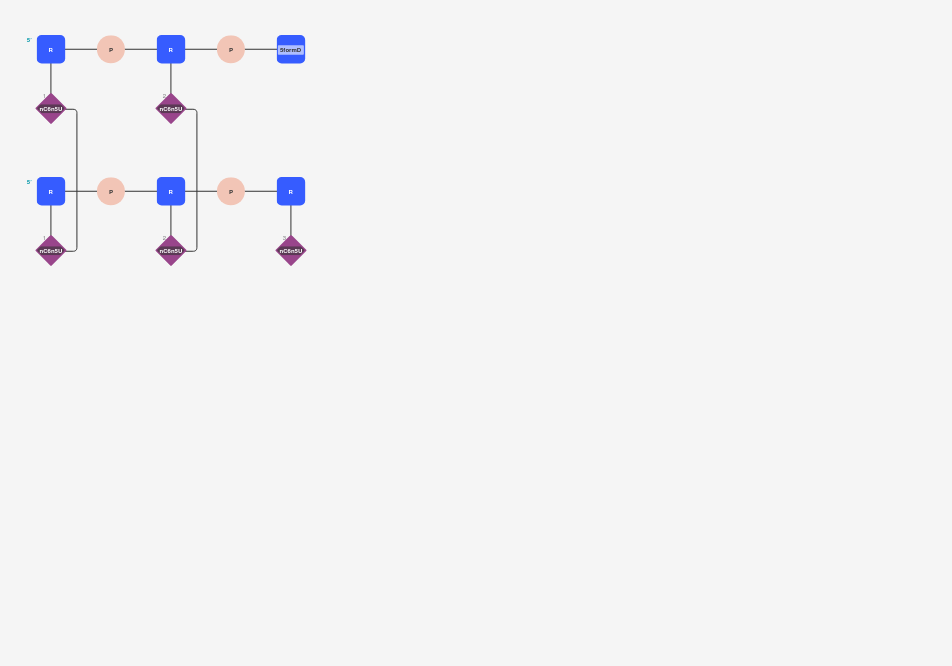 5'
R P R P 5formD
1 2
nC6n5U nC6n5U
5'
R P R P R
1 2 3
nC6n5U nC6n5U nC6n5U